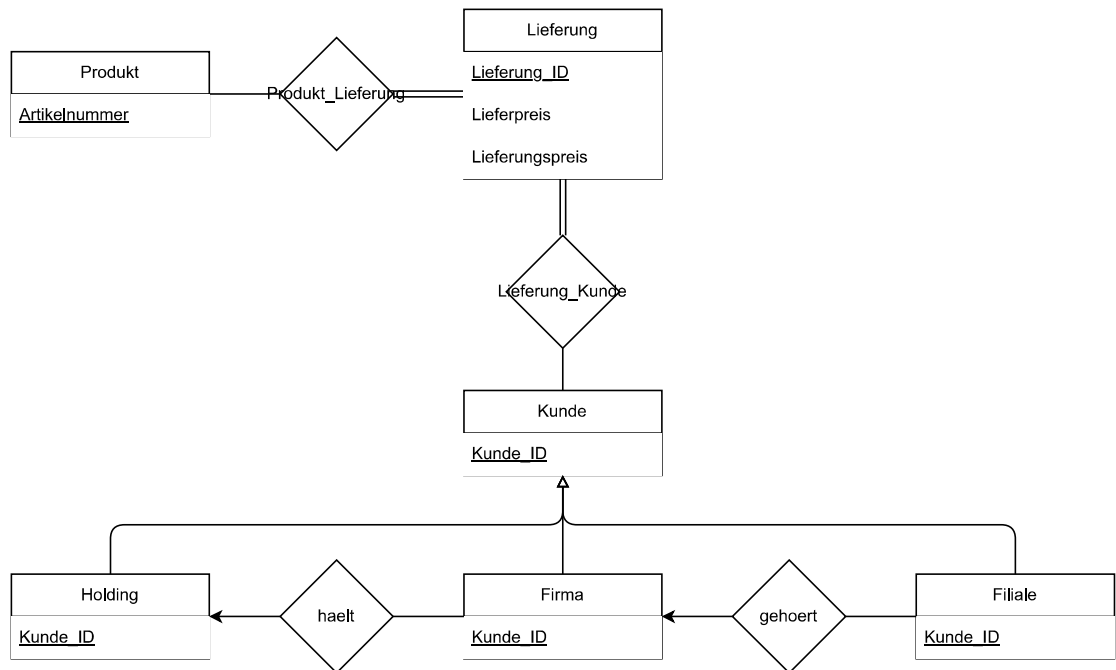 Lieferung
Produkt
Lieferung_ID
Produkt_Lieferung
Artikelnummer
Lieferpreis
Lieferungspreis
Lieferung_Kunde
Kunde
Kunde_ID
Holding
Firma
Filiale
haelt
gehoert
Kunde_ID
Kunde_ID
Kunde_ID